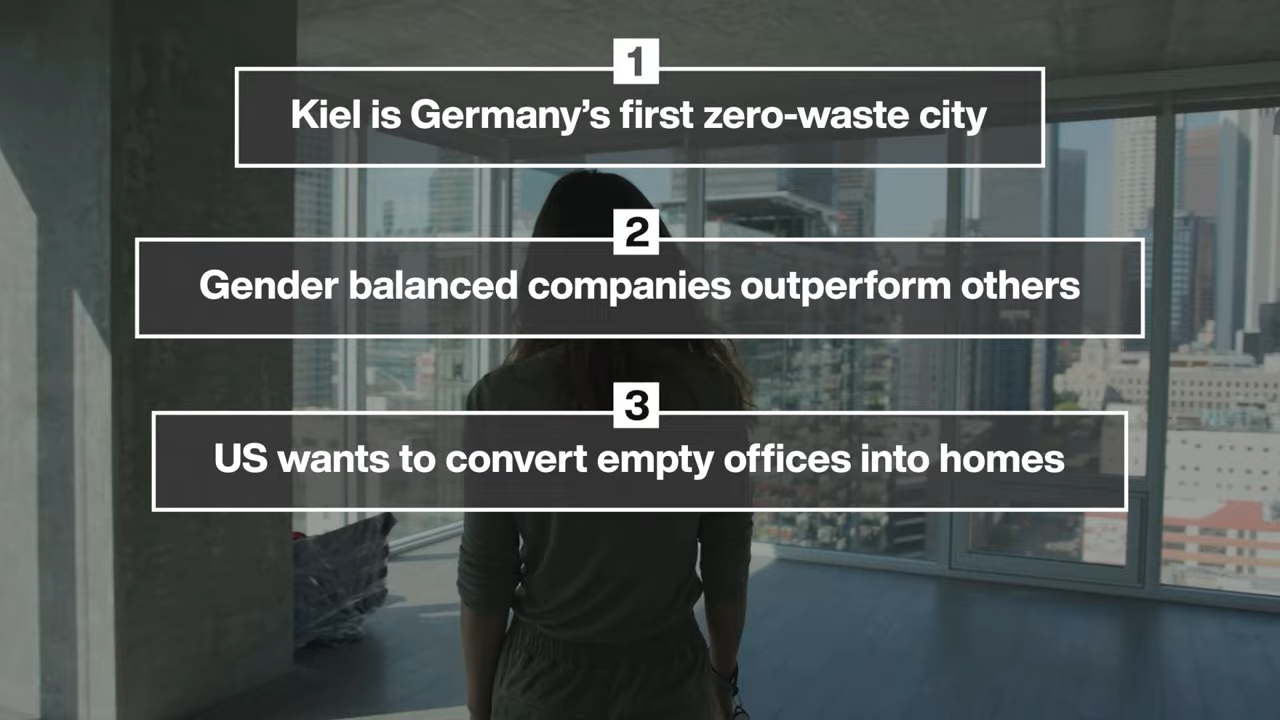 1
Kiel is Germany’s first zero-waste city
2
Gender balanced companies outperform others
3
US wants to convert empty offices into homes